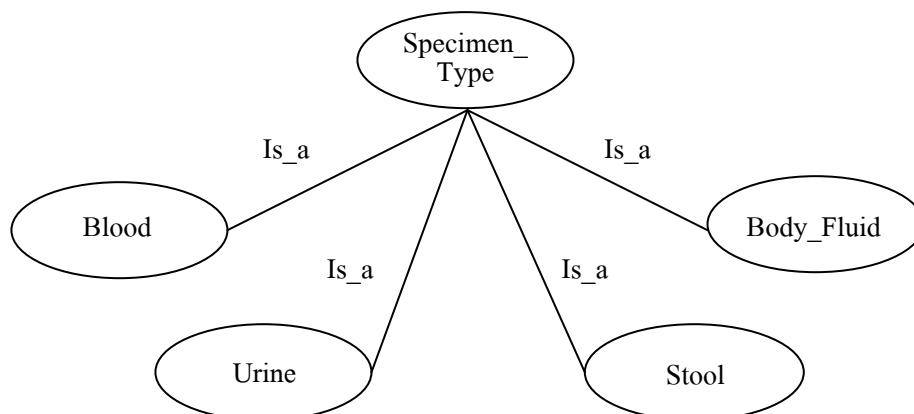 Specimen_
Type
Is_a
Is_a
Blood
Body_Fluid
Is_a
Is_a
Urine
Stool